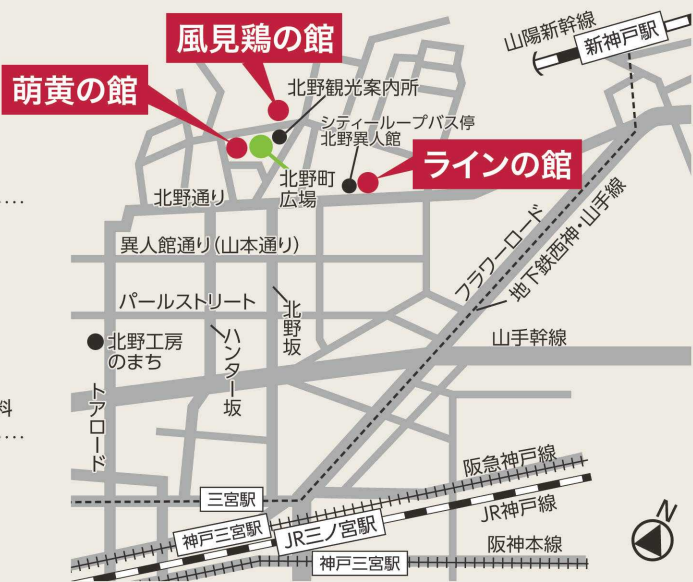 風見鶏の館
山陽新幹線
新神戸駅
萌黄の館
北野観光案内所
シティーループバス停
北野異人館
ラインの館
北野町
広場
北野通り
異人館通り(山本通り)
フラワーロード
地下鉄西神・山手線
パールストリート
北野坂
ハンター坂
山手幹線
北野工房
のまち
トアロード
料
阪急神戸線
三宮駅
神戸三宮駅
JR三ノ宮駅
JR神戸線
阪神本線
神戸三宮駅
N